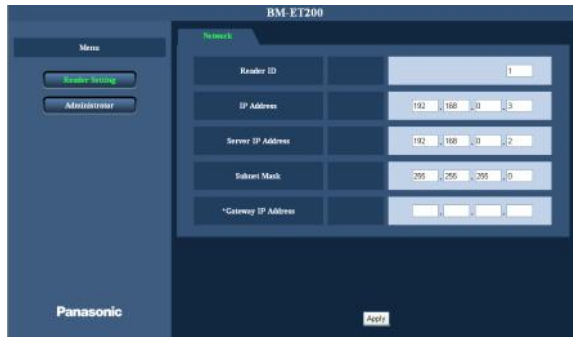 BM-ET200
Menu
Reader Setting
Administrator
Panasonic
Network
Reader ID 1
IP Address 192 . 168 . 0 . 3
Server IP Address 192 . 168 . 0 . 2
Subnet Mask 255 . 255 . 255 . 0
*Gateway IP Address . . .
Apply